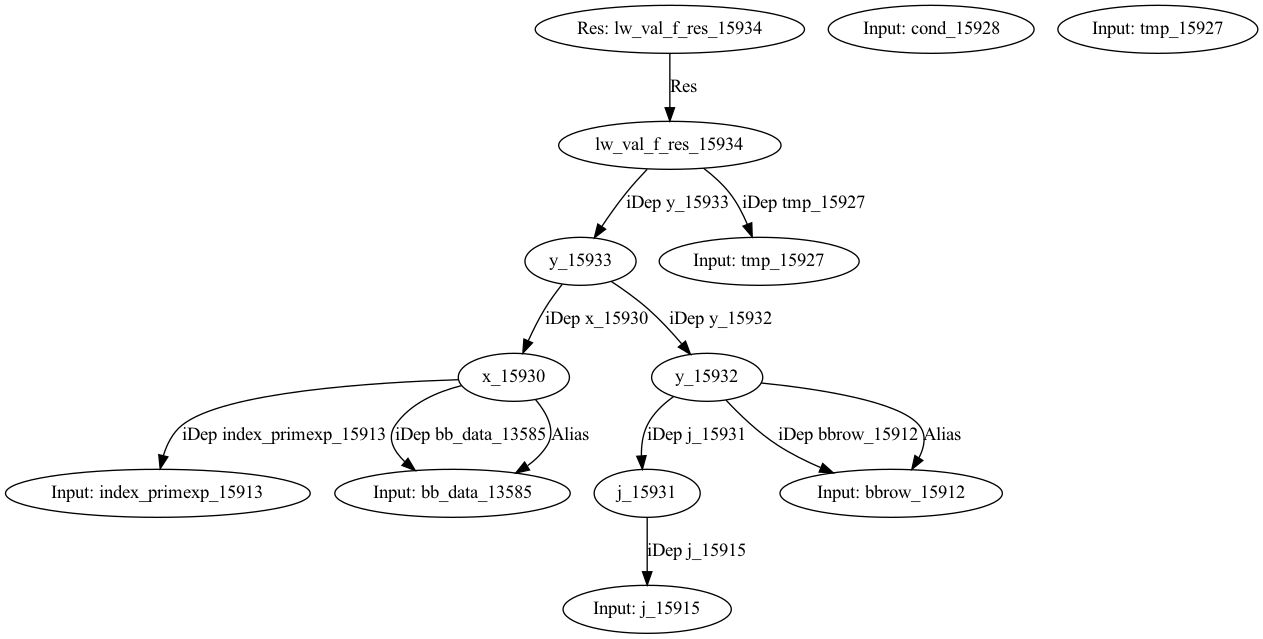 Res: lw_val_f_res_15934
Input: cond_15928
Input: tmp_15927
Res
lw_val_f_res_15934
iDep y_15933
iDep tmp_15927
y_15933
Input: tmp_15927
iDep x_15930
iDep y_15932
x_15930
y_15932
iDep index_primexp_15913
iDep bb_data_13585
Alias
iDep j_15931
iDep bbrow_15912
Alias
Input: index_primexp_15913
Input: bb_data_13585
j_15931
Input: bbrow_15912
iDep j_15915
Input: j_15915